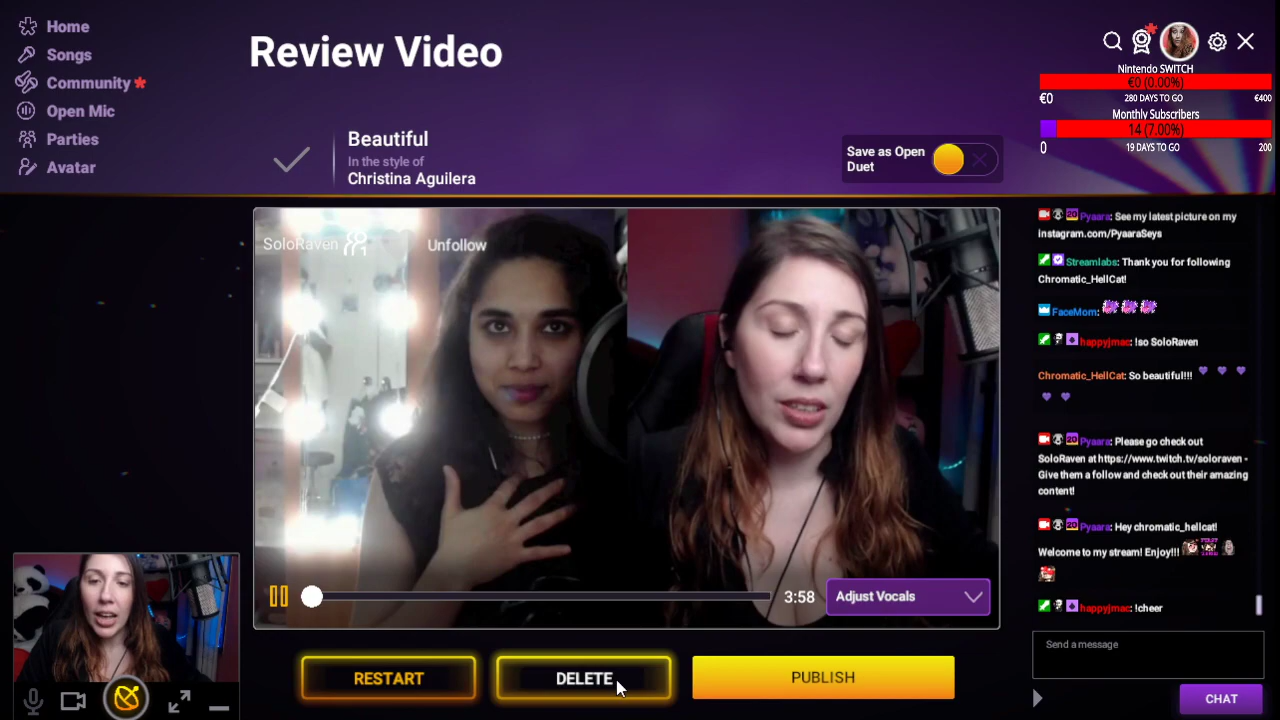 Home
Songs
Community
Open Mic
Parties
Avatar
Review Video
Beautiful
In the style of
Christina Aguilera
Save as Open
Duet
Nintendo SWITCH
€0 (0.00%)
€0 280 DAYS TO GO €400
Monthly Subscribers
14 (7.00%)
0 19 DAYS TO GO 200
SoloRaven Unfollow
3:58 Adjust Vocals
RESTART DELETE PUBLISH
20 Pyaara: See my latest picture on my
instagram.com/PyaaraSeys
Streamlabs: Thank you for following
Chromatic_HellCat!
FaceMom:
happyjmac: !so SoloRaven
Chromatic_HellCat: So beautiful!!!
20 Pyaara: Please go check out
SoloRaven at https://www.twitch.tv/soloraven -
Give them a follow and check out their amazing
content!
20 Pyaara: Hey chromatic_hellcat!
Welcome to my stream! Enjoy!!!
happyjmac: !cheer
Send a message
CHAT